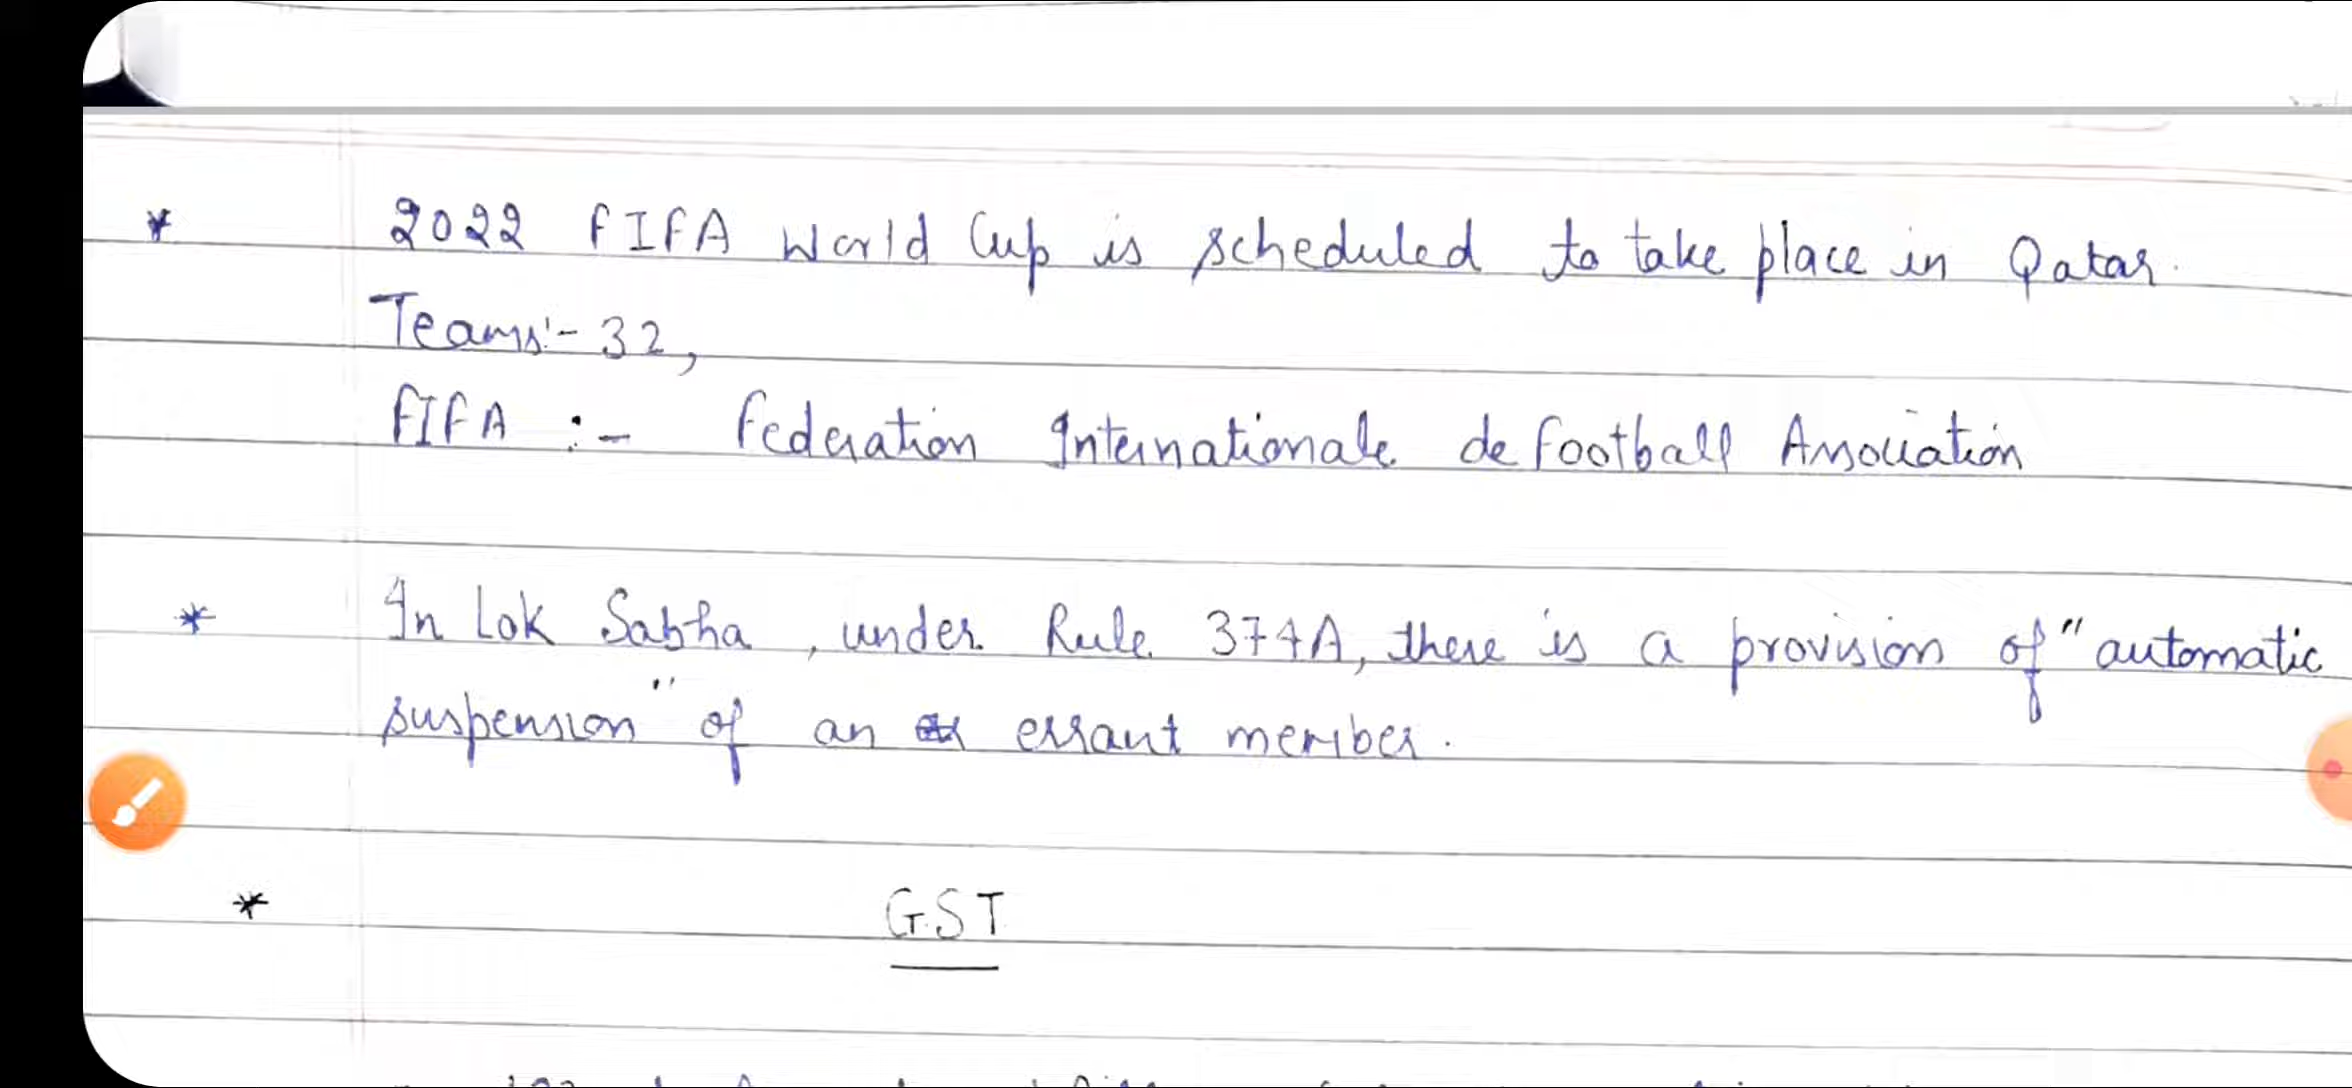 * 2022 FIFA World Cup is scheduled to take place in Qatar.
Teams:- 32,
FIFA :- Federation Internationale de Football Association
* In Lok Sabha, under Rule 374A, there is a provision of "automatic
suspension" of an errant member.
* GST